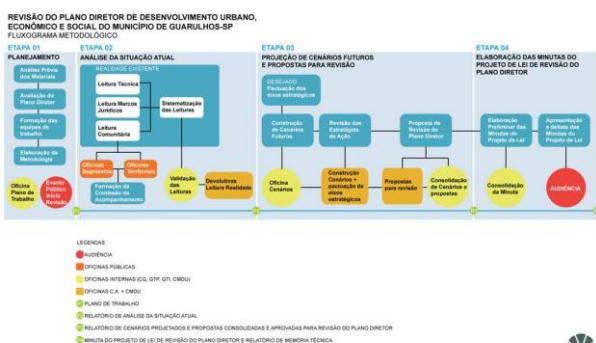 REVISÃO DO PLANO DIRETOR DE DESENVOLVIMENTO URBANO,
ECONÔMICO E SOCIAL DO MUNICÍPIO DE GUARULHOS-SP
FLUXOGRAMA METODOLÓGICO
ETAPA 01
PLANEJAMENTO
Análise Prévia
dos Materiais
Avaliação do
Plano Diretor
Formação das
equipes de
trabalho
Elaboração da
Metodologia
Oficina
Plano de
Trabalho
Evento
Público
Início
Revisão
ETAPA 02
ANÁLISE DA SITUAÇÃO ATUAL
REALIDADE EXISTENTE
Leitura Técnica
Leitura Marcos
Jurídicos
Leitura
Comunitária
Sistematização
das Leituras
Oficinas
Segmentos
Oficinas
Territoriais
Formação da
Comissão de
Acompanhamento
Validação
das
Leituras
Devolutivas
Leitura Realidade
ETAPA 03
PROJEÇÃO DE CENÁRIOS FUTUROS
E PROPOSTAS PARA REVISÃO
DESEJADO
Pactuação dos
eixos estratégicos
Construção
de Cenários
Futuros
Revisão das
Estratégias
de Ação
Proposta de
Revisão do
Plano Diretor
Oficina
Cenários
Construção
Cenários +
pactuação de
eixos
estratégicos
Propostas
para revisão
Consolidação
de Cenários e
propostas
ETAPA 04
ELABORAÇÃO DAS MINUTAS DO
PROJETO DE LEI DE REVISÃO DO
PLANO DIRETOR
Elaboração
Preliminar das
Minutas do
Projeto de Lei
Apresentação
e debate das
Minutas do
Projeto de Lei
Consolidação
da Minuta
AUDIÊNCIA
LEGENDAS
AUDIÊNCIA
OFICINAS PÚBLICAS
OFICINAS INTERNAS (CG, GTP, GTI, CMDU)
OFICINAS C.A. + CMDU
PLANO DE TRABALHO
RELATÓRIO DE ANÁLISE DA SITUAÇÃO ATUAL
RELATÓRIO DE CENÁRIOS PROJETADOS E PROPOSTAS CONSOLIDADAS E APROVADAS PARA REVISÃO DO PLANO DIRETOR
MINUTA DO PROJETO DE LEI DE REVISÃO DO PLANO DIRETOR E RELATÓRIO DE MEMÓRIA TÉCNICA